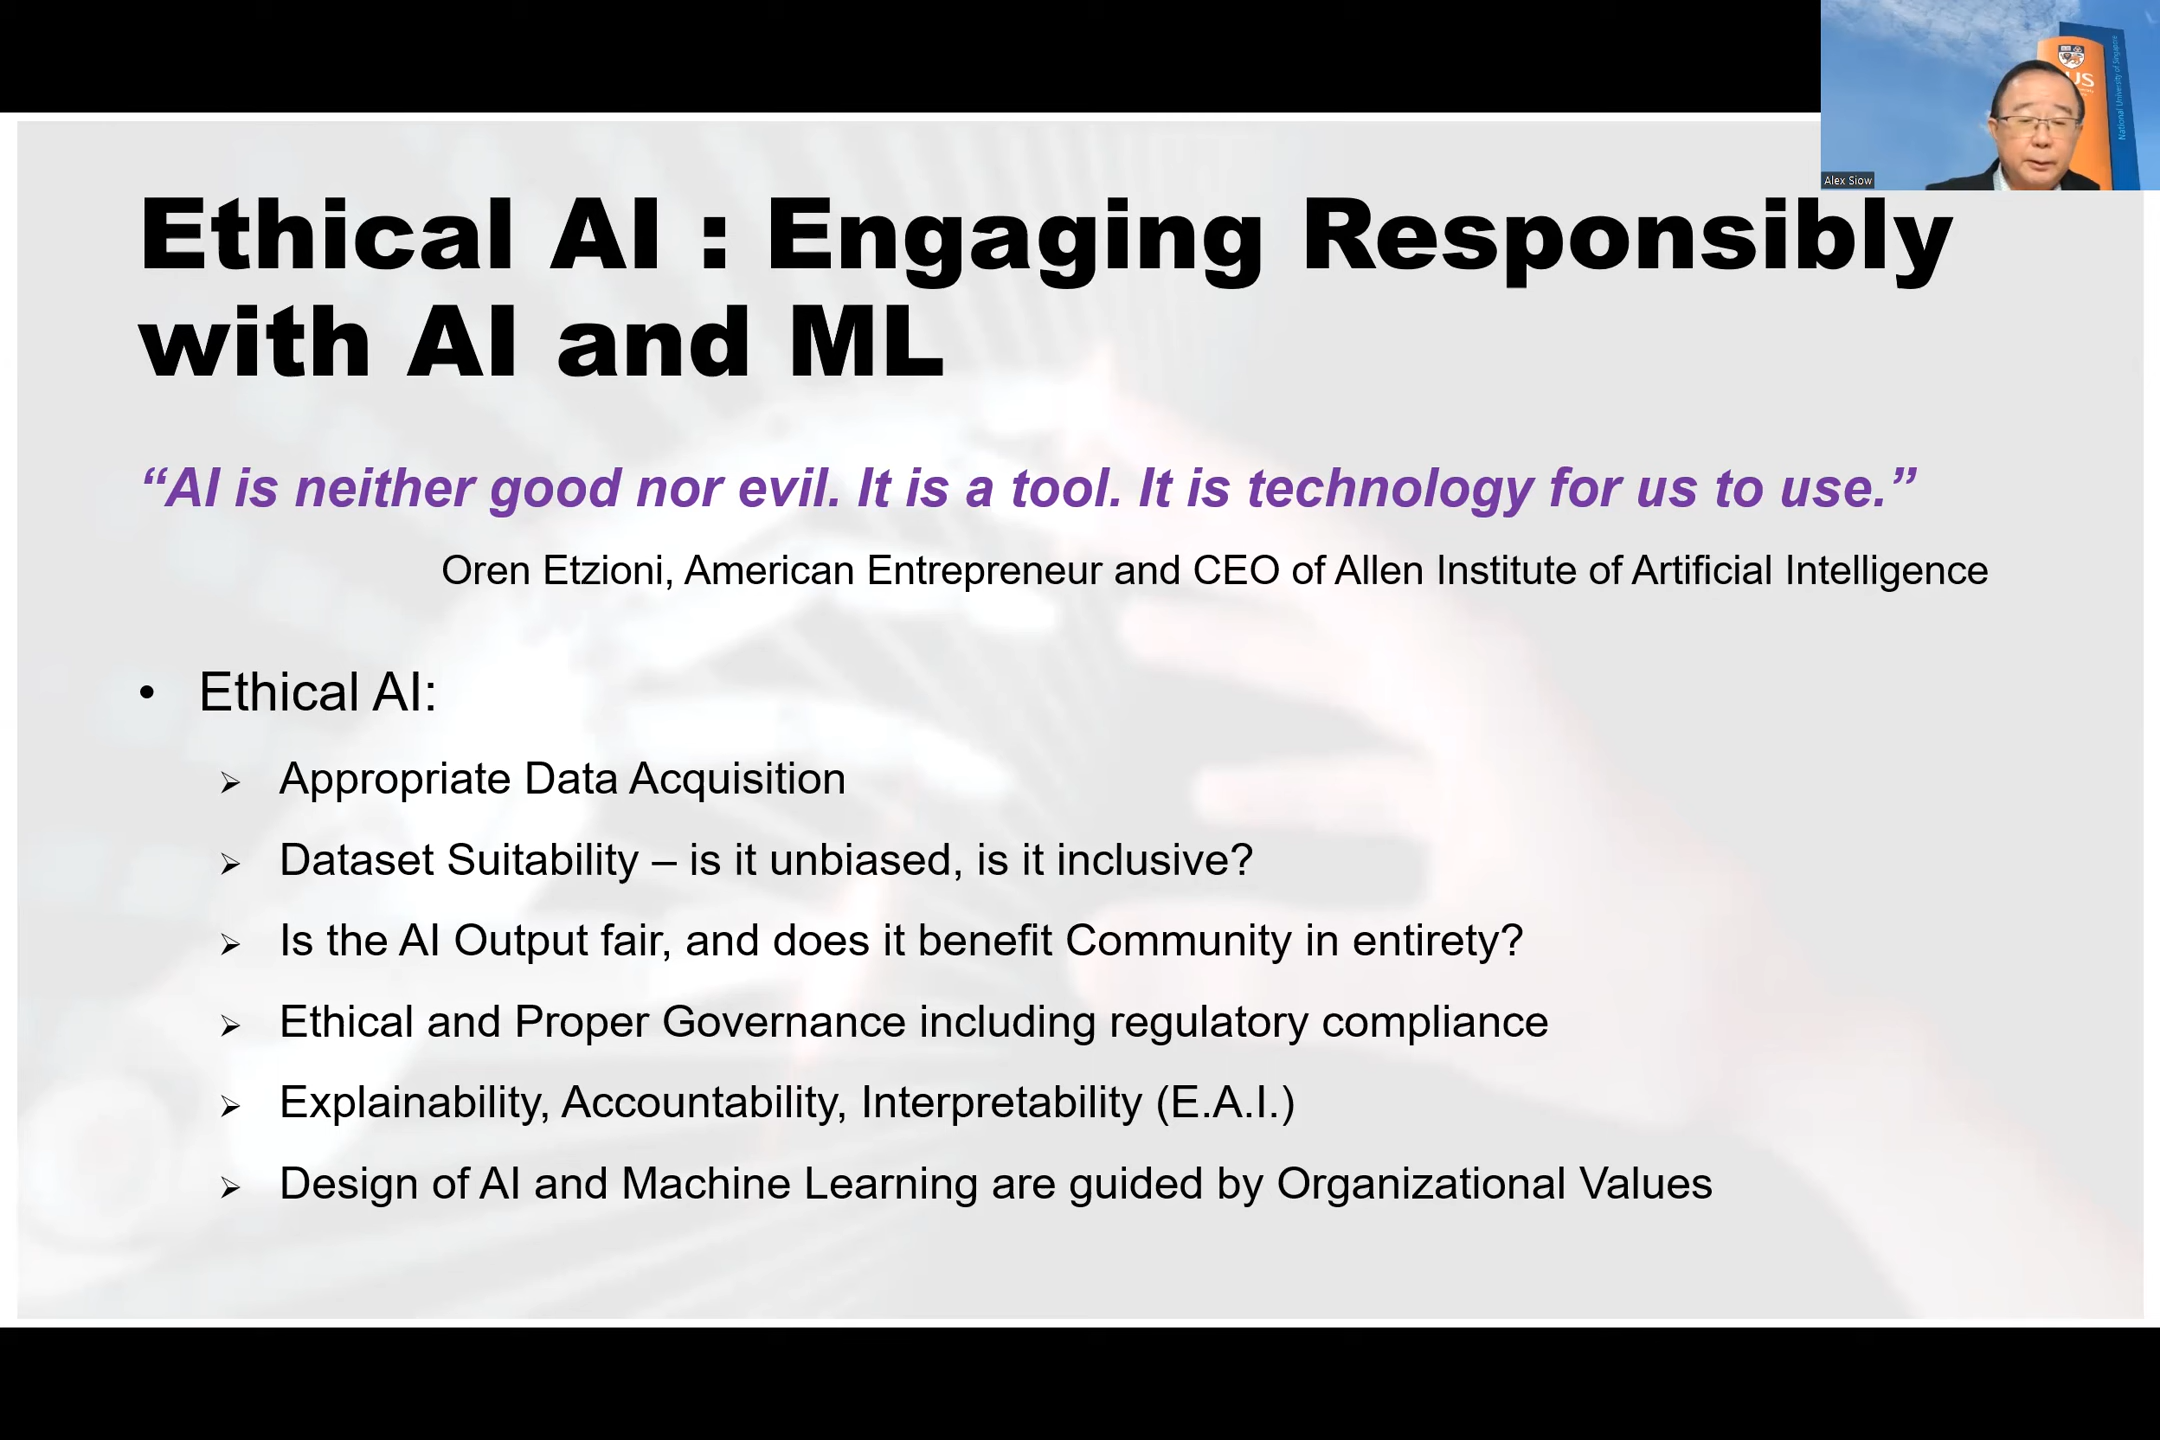 Ethical AI : Engaging Responsibly
with AI and ML
“AI is neither good nor evil. It is a tool. It is technology for us to use.”
Oren Etzioni, American Entrepreneur and CEO of Allen Institute of Artificial Intelligence
• Ethical AI:
➢ Appropriate Data Acquisition
➢ Dataset Suitability – is it unbiased, is it inclusive?
➢ Is the AI Output fair, and does it benefit Community in entirety?
➢ Ethical and Proper Governance including regulatory compliance
➢ Explainability, Accountability, Interpretability (E.A.I.)
➢ Design of AI and Machine Learning are guided by Organizational Values
Alex Siow
National University of Singapore